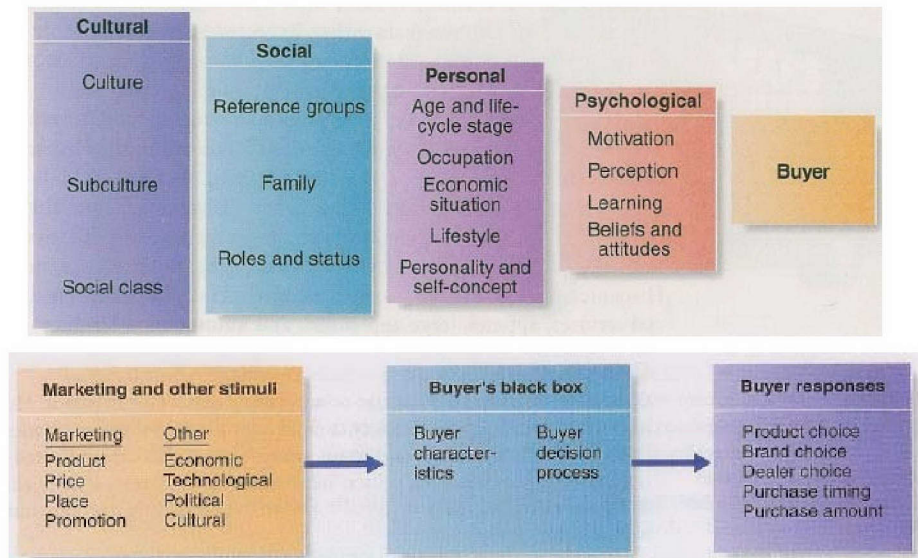 Cultural
Culture
Subculture
Social class
Social
Reference groups
Family
Roles and status
Personal
Age and life-
cycle stage
Occupation
Economic
situation
Lifestyle
Personality and
self-concept
Psychological
Motivation
Perception
Learning
Beliefs and
attitudes
Buyer
Marketing and other stimuli
Marketing Other
Product Economic
Price Technological
Place Political
Promotion Cultural
Buyer's black box
Buyer
character-
istics
Buyer
decision
process
Buyer responses
Product choice
Brand choice
Dealer choice
Purchase timing
Purchase amount